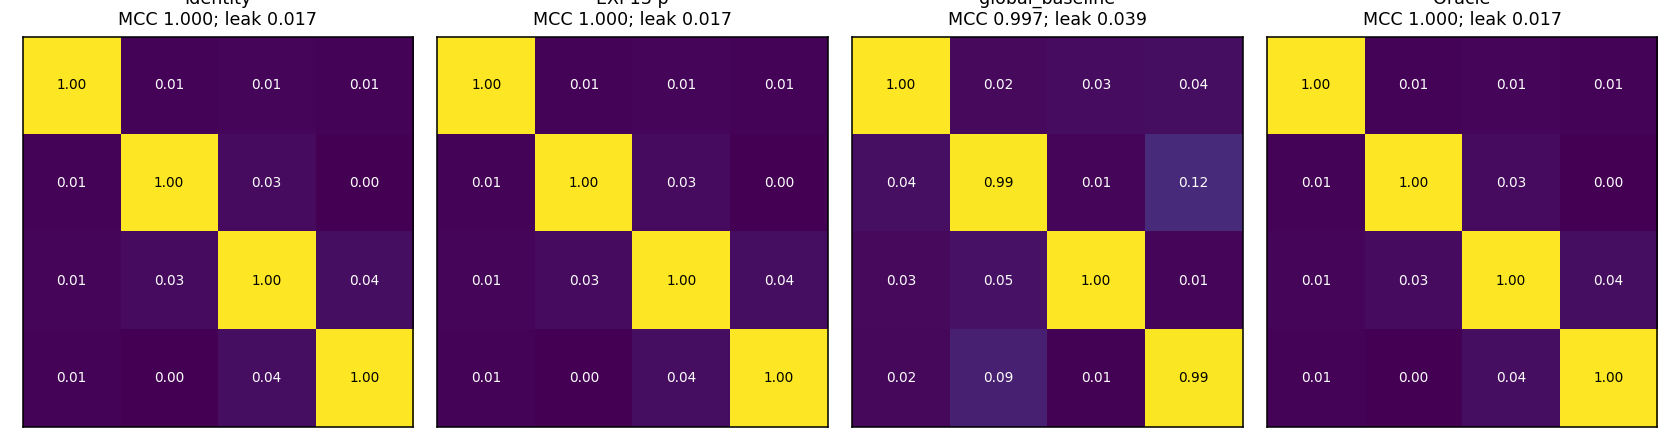 identity
MCC 1.000; leak 0.017
1.00 0.01 0.01 0.01
0.01 1.00 0.03 0.00
0.01 0.03 1.00 0.04
0.01 0.00 0.04 1.00
MCC 1.000; leak 0.017
1.00 0.01 0.01 0.01
0.01 1.00 0.03 0.00
0.01 0.03 1.00 0.04
0.01 0.00 0.04 1.00
global_baseline
MCC 0.997; leak 0.039
1.00 0.02 0.03 0.04
0.04 0.99 0.01 0.12
0.03 0.05 1.00 0.01
0.02 0.09 0.01 0.99
Oracle
MCC 1.000; leak 0.017
1.00 0.01 0.01 0.01
0.01 1.00 0.03 0.00
0.01 0.03 1.00 0.04
0.01 0.00 0.04 1.00